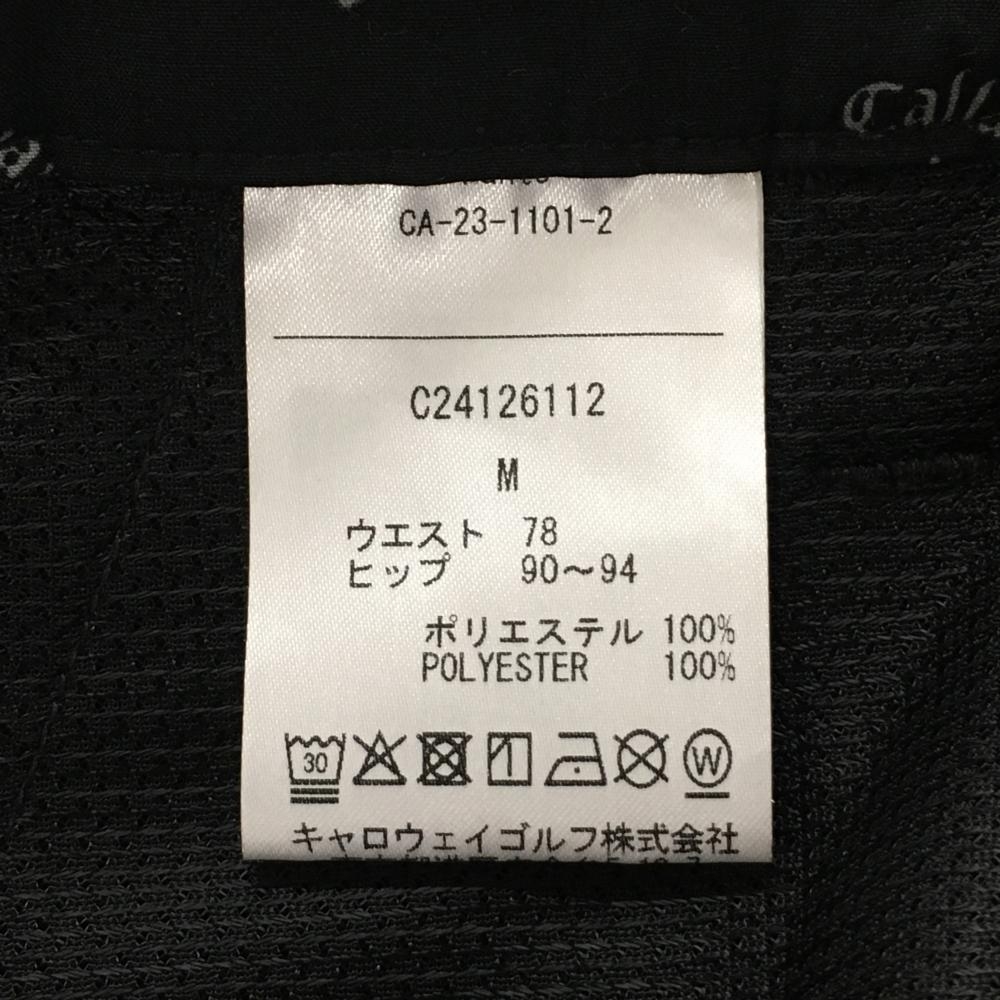 CA-23-1101-2
C24126112
M
ウエスト 78
ヒップ 90～94
ポリエステル 100%
POLYESTER 100%
30
W
キャロウェイゴルフ株式会社